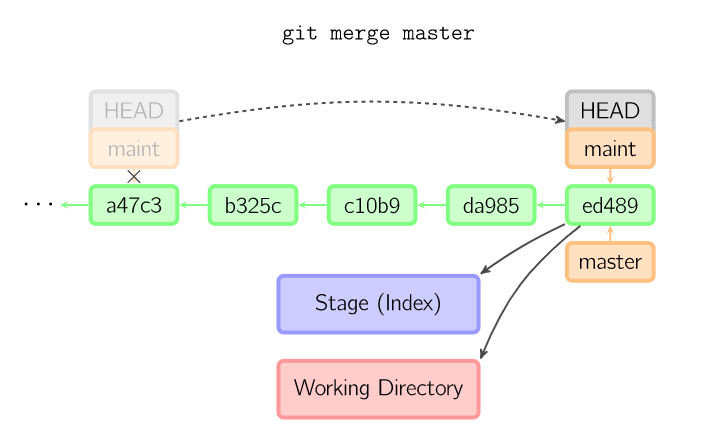 git merge master
HEAD HEAD
maint maint
... a47c3 b325c c10b9 da985 ed489
master
Stage (Index)
Working Directory